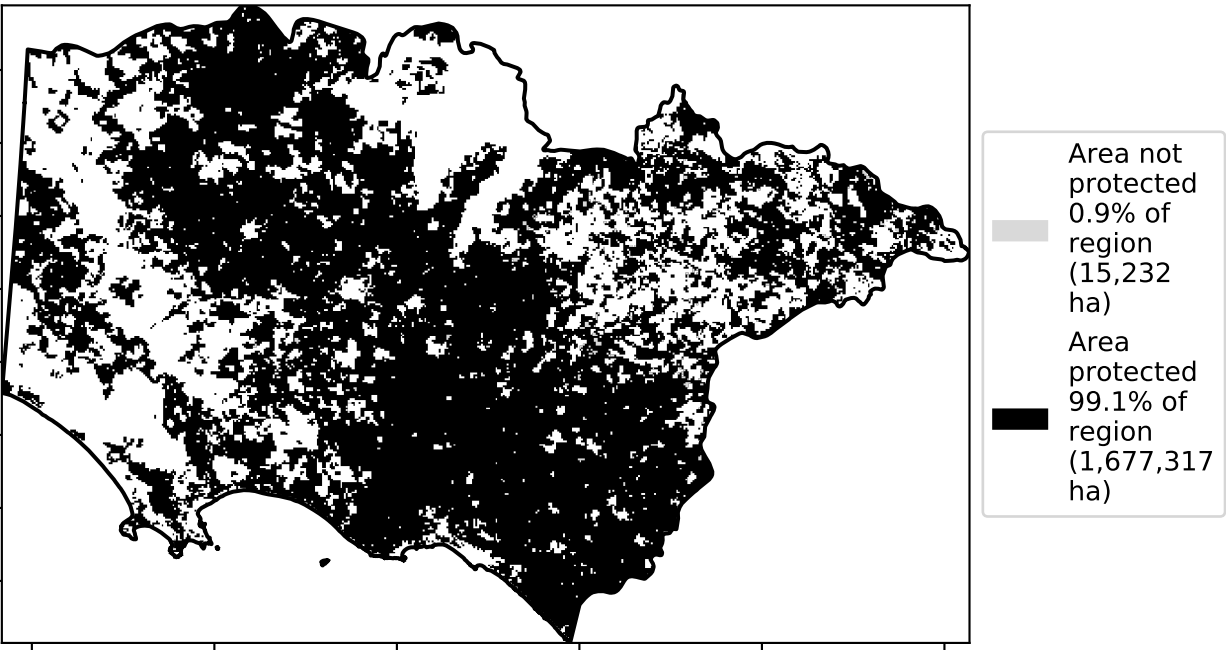 Area not
protected
0.9% of
region
(15,232
ha)
Area
protected
99.1% of
region
(1,677,317
ha)